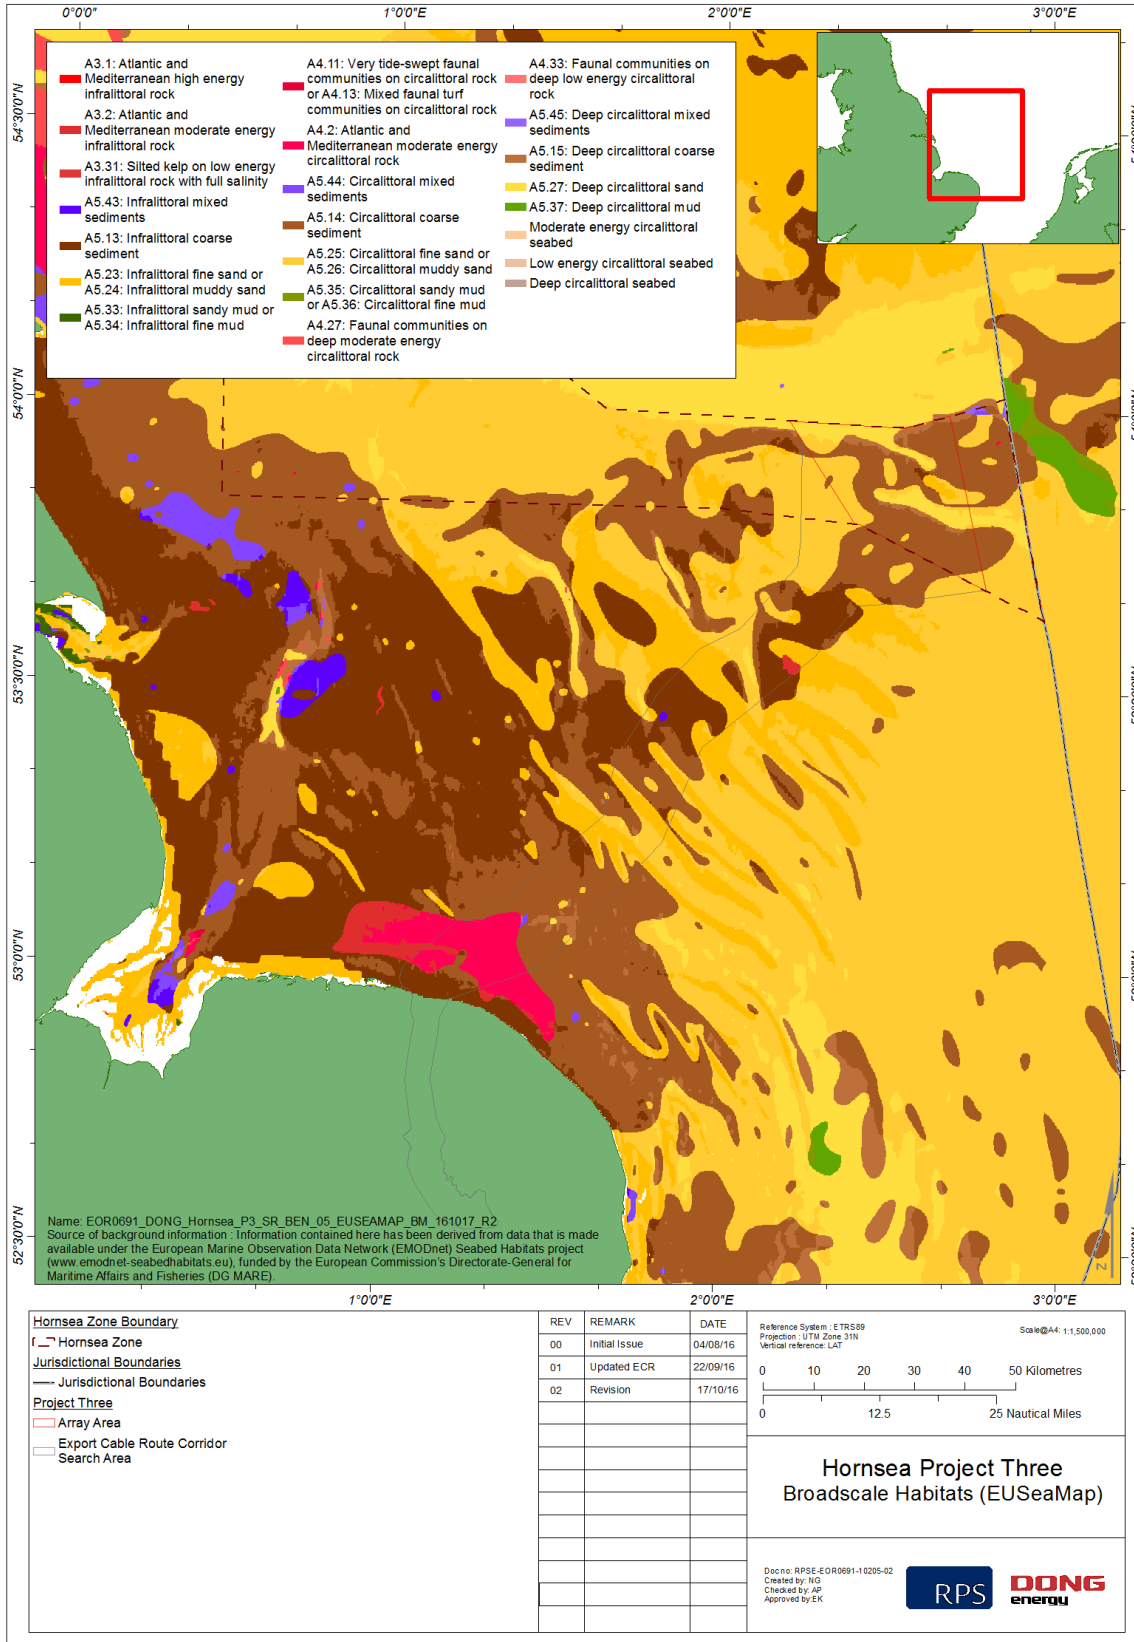 0°0'0"
1°0'0"E
2°0'0"E
3°0'0"E
A3.1: Atlantic and
Mediterranean high energy
infralittoral rock
A3.2: Atlantic and
Mediterranean moderate energy
infralittoral rock
A3.31: Silted kelp on low energy
infralittoral rock with full salinity
A5.43: Infralittoral mixed
sediments
A5.13: Infralittoral coarse
sediment
A5.23: Infralittoral fine sand or
A5.24: Infralittoral muddy sand
A5.33: Infralittoral sandy mud or
A5.34: Infralittoral fine mud
A4.11: Very tide-swept faunal
communities on circalittoral rock
or A4.13: Mixed faunal turf
communities on circalittoral rock
A4.2: Atlantic and
Mediterranean moderate energy
circalittoral rock
A5.44: Circalittoral mixed
sediments
A5.14: Circalittoral coarse
sediment
A5.25: Circalittoral fine sand or
A5.26: Circalittoral muddy sand
A5.35: Circalittoral sandy mud
or A5.36: Circalittoral fine mud
A4.27: Faunal communities on
deep moderate energy
circalittoral rock
A4.33: Faunal communities on
deep low energy circalittoral
rock
A5.45: Deep circalittoral mixed
sediments
A5.15: Deep circalittoral coarse
sediment
A5.27: Deep circalittoral sand
A5.37: Deep circalittoral mud
Moderate energy circalittoral
seabed
Low energy circalittoral seabed
Deep circalittoral seabed
54°30'0"N
54°0'0"N
53°30'0"N
53°0'0"N
52°30'0"N
Name: EOR0691_DONG_Hornsea_P3_SR_BEN_05_EUSEAMAP_BM_161017_R2
Source of background information : Information contained here has been derived from data that is made
available under the European Marine Observation Data Network (EMODnet) Seabed Habitats project
(www.emodnet-seabedhabitats.eu), funded by the European Commission's Directorate-General for
Maritime Affairs and Fisheries (DG MARE).
N
1°0'0"E
2°0'0"E
3°0'0"E
Hornsea Zone Boundary
Hornsea Zone
Jurisdictional Boundaries
Jurisdictional Boundaries
Project Three
Array Area
Export Cable Route Corridor
Search Area
REV REMARK DATE
00 Initial Issue 04/08/16
01 Updated ECR 22/09/16
02 Revision 17/10/16
Reference System : ETRS89
Projection : UTM Zone 31N
Vertical reference: LAT
Scale@A4: 1:1,500,000
0 10 20 30 40 50 Kilometres
0 12.5 25 Nautical Miles
Hornsea Project Three
Broadscale Habitats (EUSeaMap)
Doc no: RPSE-EOR0691-10205-02
Created by: NG
Checked by: AP
Approved by:EK
RPS
DONG
energy